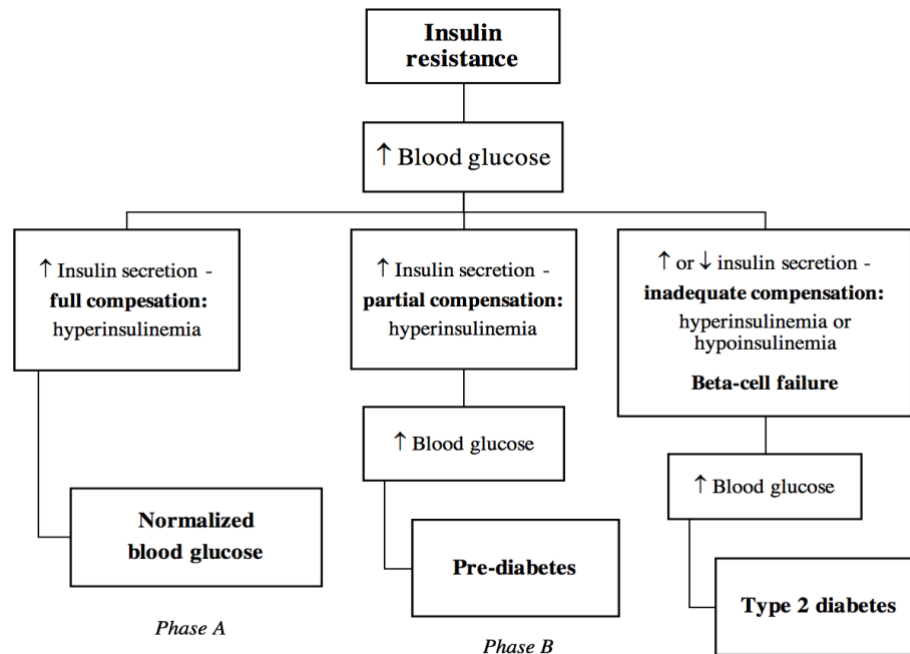 Insulin
resistance
↑ Blood glucose
↑ Insulin secretion -
full compesation:
hyperinsulinemia
↑ Insulin secretion -
partial compensation:
hyperinsulinemia
↑ or ↓ insulin secretion -
inadequate compensation:
hyperinsulinemia or
hypoinsulinemia
Beta-cell failure
↑ Blood glucose
↑ Blood glucose
Normalized
blood glucose
Pre-diabetes
Type 2 diabetes
Phase A
Phase B